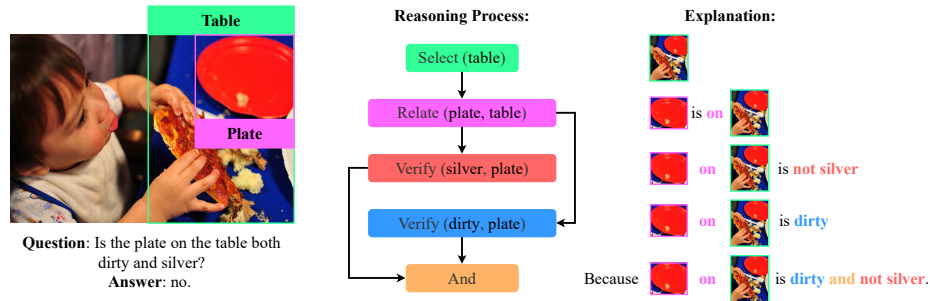 Table
Plate
Question: Is the plate on the table both
dirty and silver?
Answer: no.
Reasoning Process:
Select (table)
Relate (plate, table)
Verify (silver, plate)
Verify (dirty, plate)
And
Explanation:
is on
on is not silver
on is dirty
Because on is dirty and not silver.